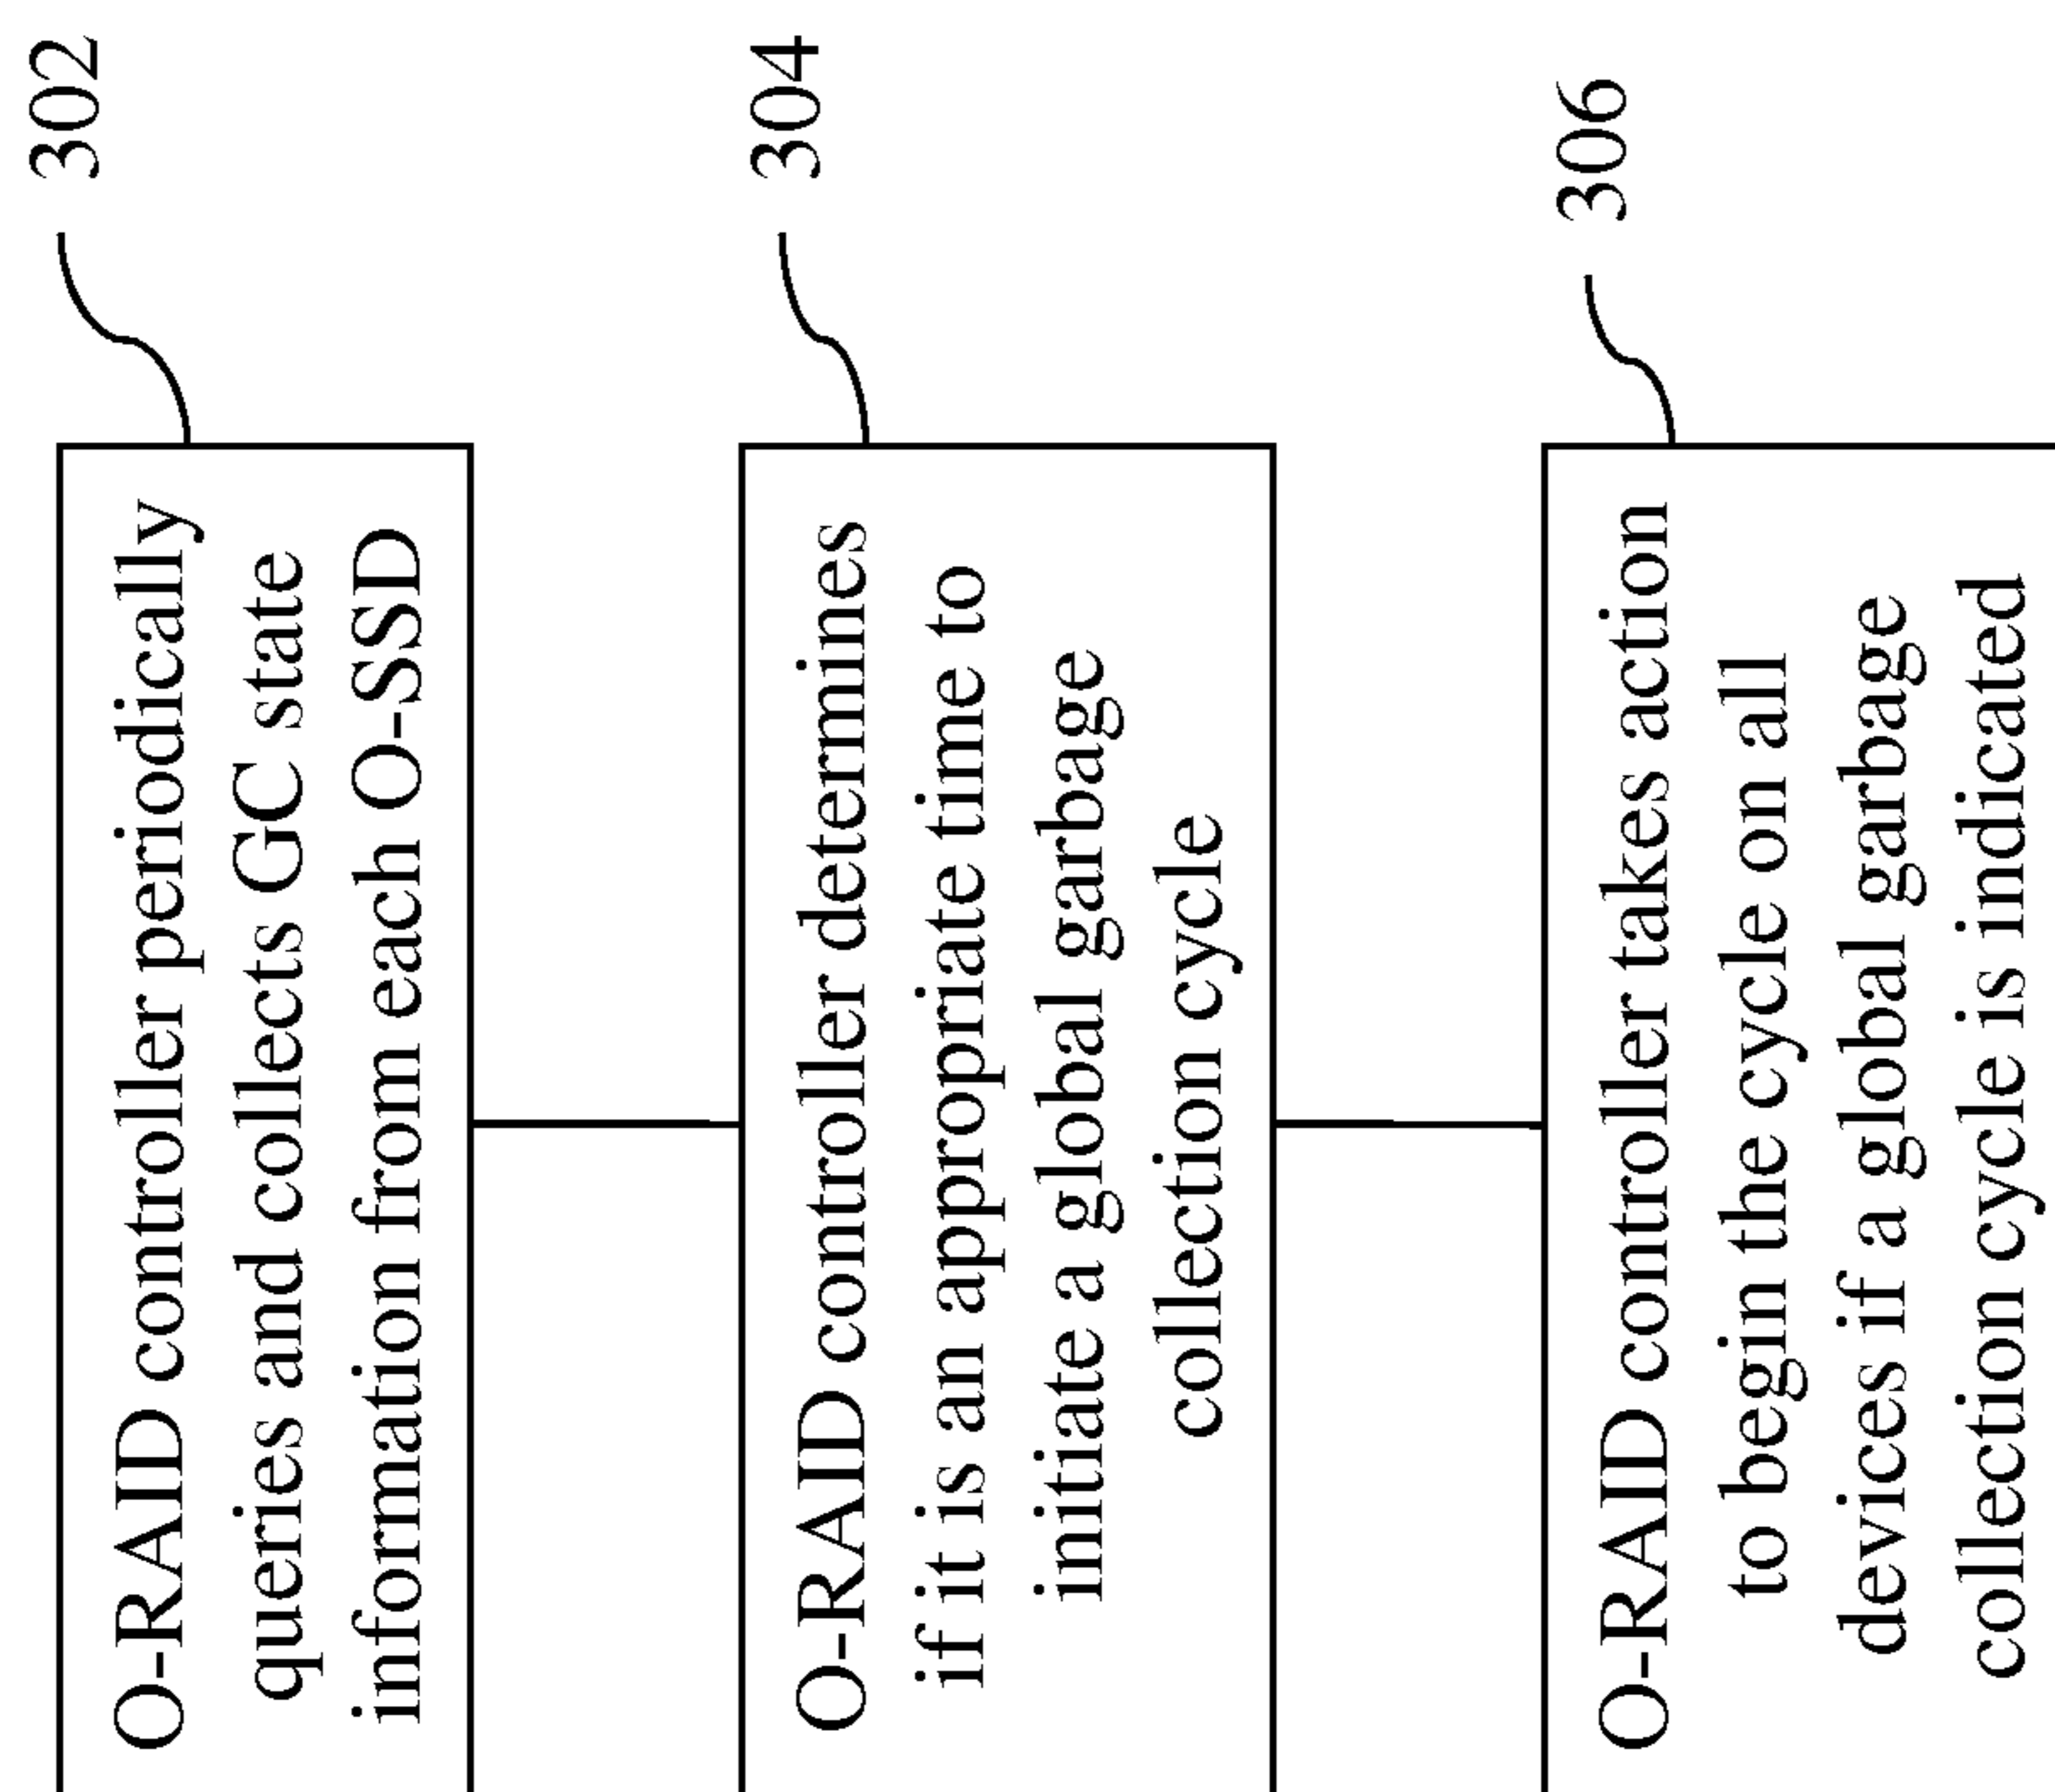 302
O-RAID controller periodically
queries and collects GC state
information from each O-SSD
304
O-RAID controller determines
if it is an appropriate time to
initiate a global garbage
collection cycle
306
O-RAID controller takes action
to begin the cycle on all
devices if a global garbage
collection cycle is indicated